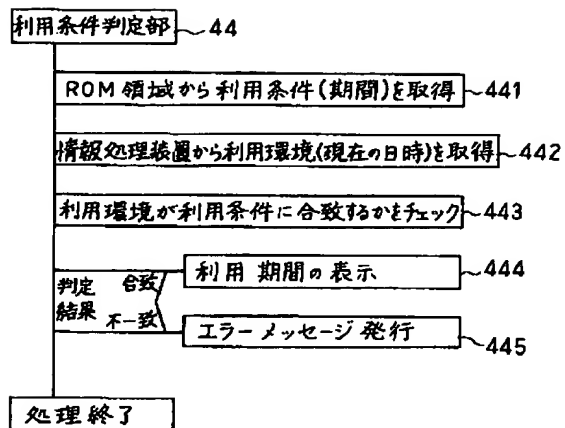 利用条件判定部 44
ROM領域から利用条件(期間)を取得 441
情報処理装置から利用環境(現在の日時)を取得 442
利用環境が利用条件に合致するかをチェック 443
判定結果
合致 利用期間の表示 444
不一致 エラーメッセージ発行 445
処理終了